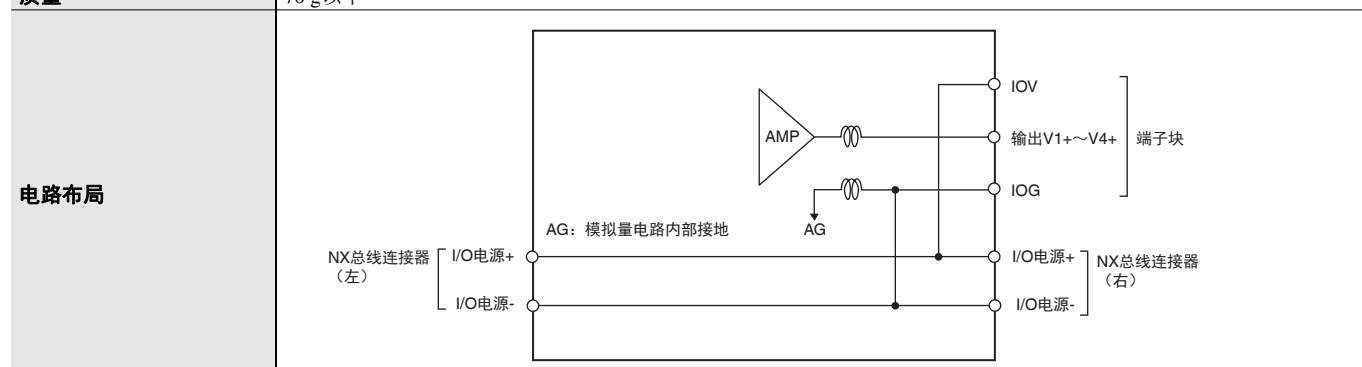 质量
70 g以下
IOV
AMP
输出V1+～V4+
端子块
电路布局
IOG
AG：模拟量电路内部接地
AG
NX总线连接器
（左）
I/O电源+
I/O电源+
NX总线连接器
（右）
I/O电源-
I/O电源-